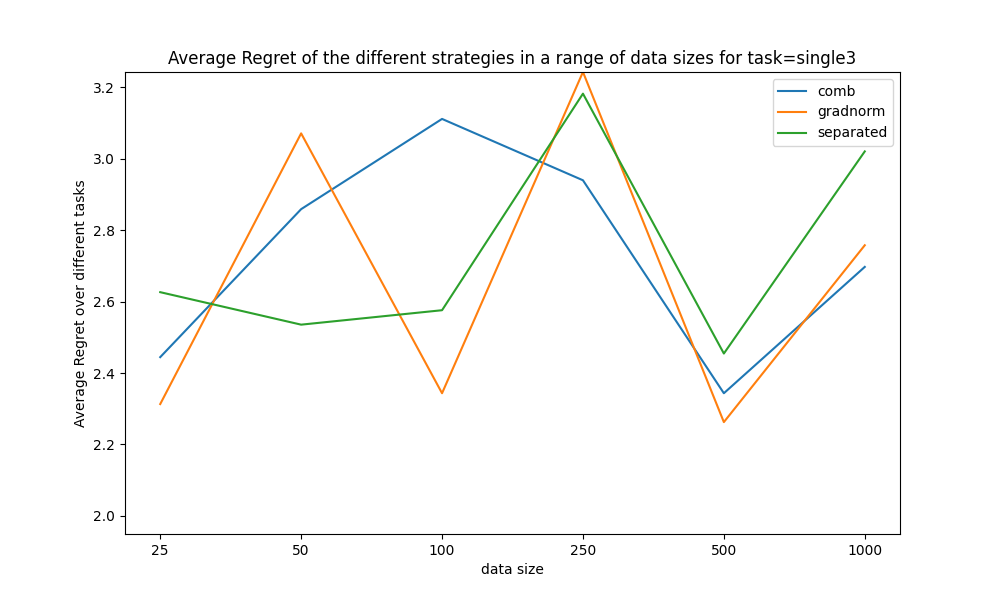 Average Regret of the different strategies in a range of data sizes for task=single3
comb
gradnorm
separated
Average Regret over different tasks
3.2
3.0
2.8
2.6
2.4
2.2
2.0
25 50 100 250 500 1000
data size